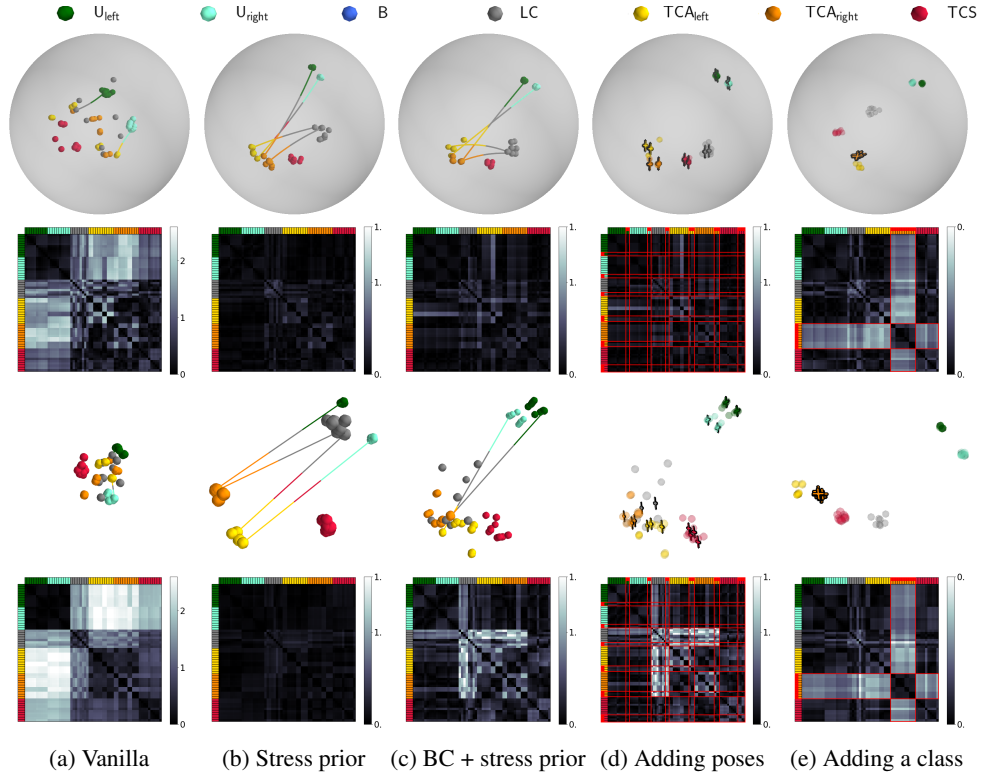 U_left U_right B LC TCA_left TCA_right TCS
2 1. 1. 1. 0.
1 1. 1. 1.
0 0. 0. 0. 0.
2 1. 1. 1. 0.
1 1. 1. 1.
0 0. 0. 0. 0.
(a) Vanilla (b) Stress prior (c) BC + stress prior (d) Adding poses (e) Adding a class